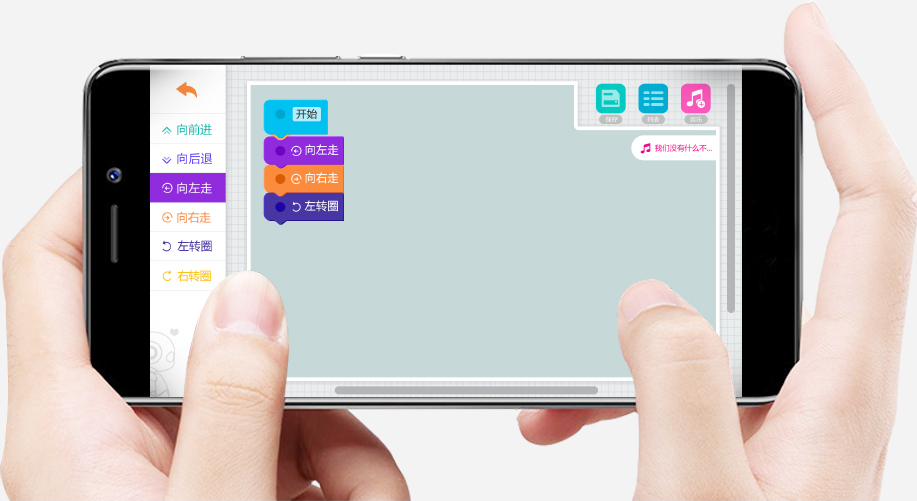 向前进
向后退
向左走
向右走
左转圈
右转圈
开始
向左走
向右走
左转圈
保存
列表
音乐
我们没有什么不...